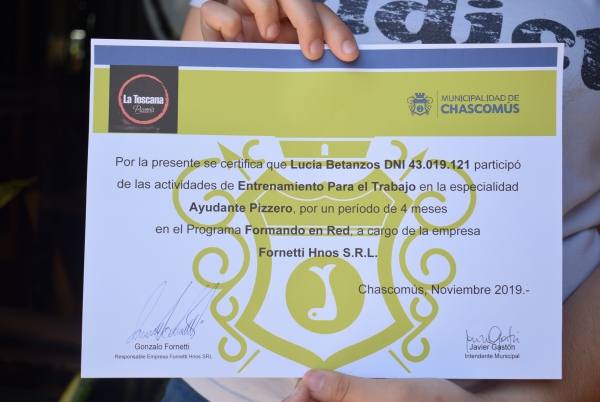 La Toscana
Pizzería
MUNICIPALIDAD DE
CHASCOMÚS
Por la presente se certifica que Lucía Betanzos DNI 43.019.121 participó
de las actividades de Entrenamiento Para el Trabajo en la especialidad
Ayudante Pizzero, por un período de 4 meses
en el Programa Formando en Red, a cargo de la empresa
Fornetti Hnos S.R.L.
Chascomús, Noviembre 2019.-
Gonzalo Fornetti
Responsable Empresa Fornetti Hnos SRL
Javier Gastón
Intendente Municipal